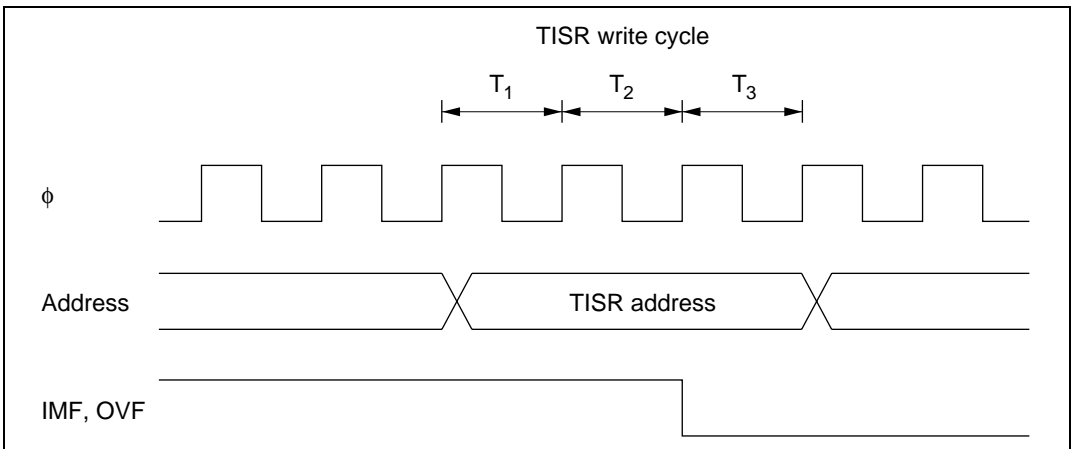 TISR write cycle
T1 T2 T3
ϕ
Address TISR address
IMF, OVF